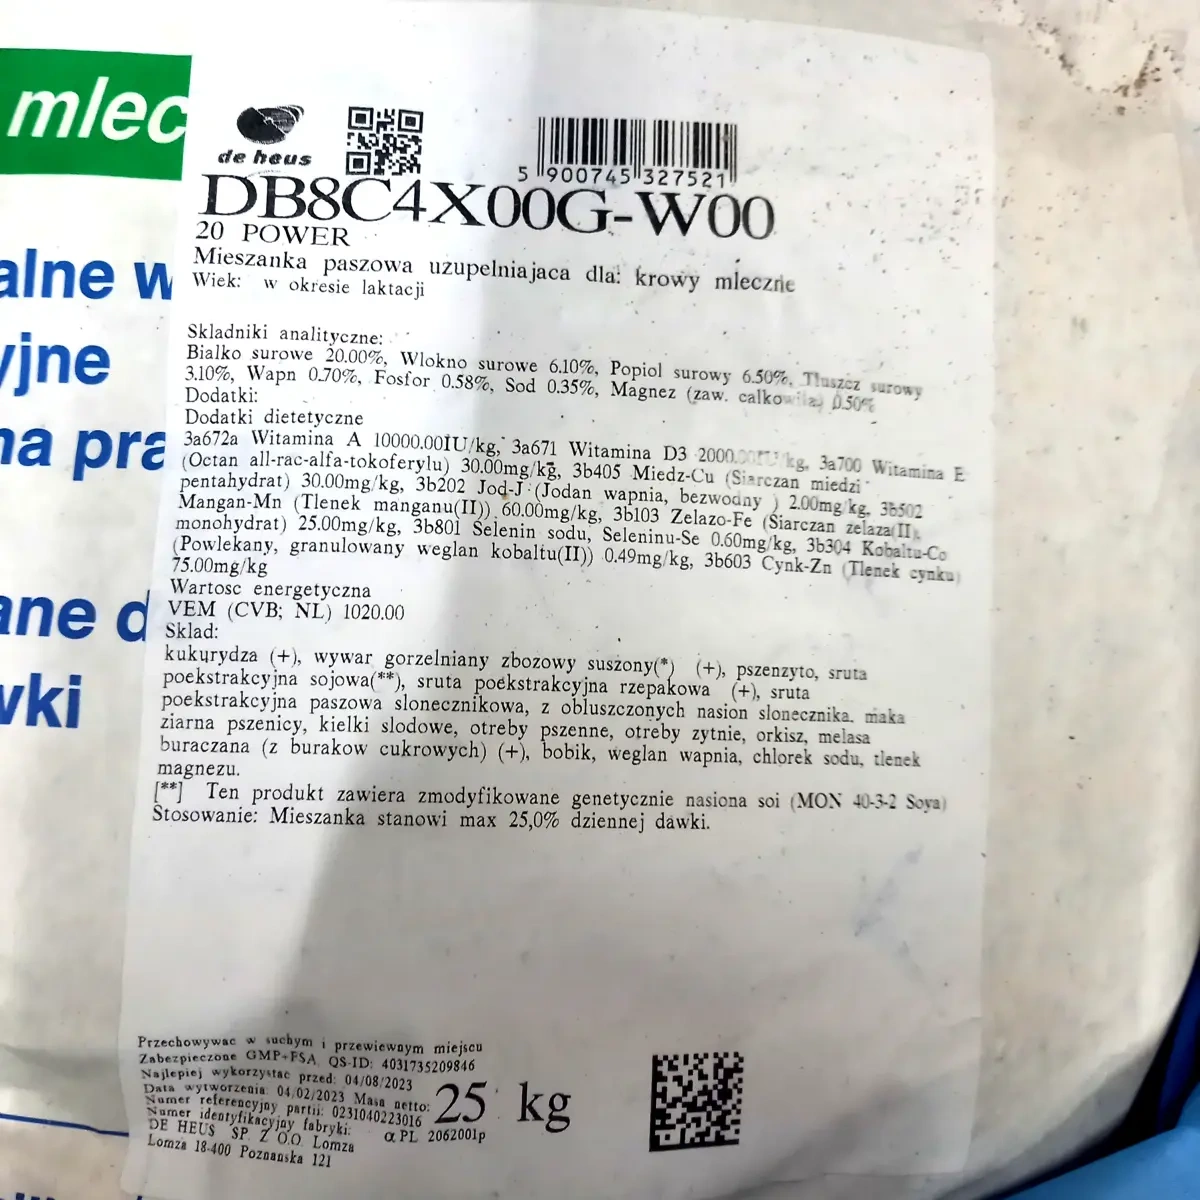 mlec
de heus
5 900745 327521
DB8C4X00G-W00
20 POWER
Mieszanka paszowa uzupelniajaca dla: krowy mleczne
Wiek: w okresie laktacji
alne w
yjne
na pra
ane d
wki
Skladniki analityczne:
Bialko surowe 20.00%, Wlokno surowe 6.10%, Popiol surowy 6.50%, Tluszcz surowy
3.10%, Wapn 0.70%, Fosfor 0.58%, Sod 0.35%, Magnez (zaw. calkowita) 0.50%
Dodatki:
Dodatki dietetyczne
3a672a Witamina A 10000.00IU/kg, 3a671 Witamina D3 2000.00IU/kg, 3a700 Witamina E
(Octan all-rac-alfa-tokoferylu) 30.00mg/kg, 3b405 Miedz-Cu (Siarczan miedzi
pentahydrat) 30.00mg/kg, 3b202 Jod-J (Jodan wapnia, bezwodny ) 2.00mg/kg, 3b502
Mangan-Mn (Tlenek manganu(II)) 60.00mg/kg, 3b103 Zelazo-Fe (Siarczan zelaza(II),
monohydrat) 25.00mg/kg, 3b801 Selenin sodu, Seleninu-Se 0.60mg/kg, 3b304 Kobaltu-Co
(Powlekany, granulowany weglan kobaltu(II)) 0.49mg/kg, 3b603 Cynk-Zn (Tlenek cynku)
75.00mg/kg
Wartosc energetyczna
VEM (CVB; NL) 1020.00
Sklad:
kukurydza (+), wywar gorzelniany zbozowy suszony(*) (+), pszenzyto, sruta
poekstrakcyjna sojowa(**), sruta poekstrakcyjna rzepakowa (+), sruta
poekstrakcyjna paszowa slonecznikowa, z obluszczonych nasion slonecznika, maka
ziarna pszenicy, kielki slodowe, otreby pszenne, otreby zytnie, orkisz, melasa
buraczana (z burakow cukrowych) (+), bobik, weglan wapnia, chlorek sodu, tlenek
magnezu.
[**] Ten produkt zawiera zmodyfikowane genetycznie nasiona soi (MON 40-3-2 Soya)
Stosowanie: Mieszanka stanowi max 25,0% dziennej dawki.
Przechowywac w suchym i przewiewnym miejscu
Zabezpieczone GMP+FSA, QS-ID: 4031735209846
Najlepiej wykorzystac przed: 04/08/2023
Data wytworzenia: 04/02/2023 Masa netto: 25 kg
Numer referencyjny partii: 0231040223016
Numer identyfikacyjny fabryki: α PL 2062001p
DE HEUS SP. Z O.O. Lomza
Lomza 18-400 Poznanska 121